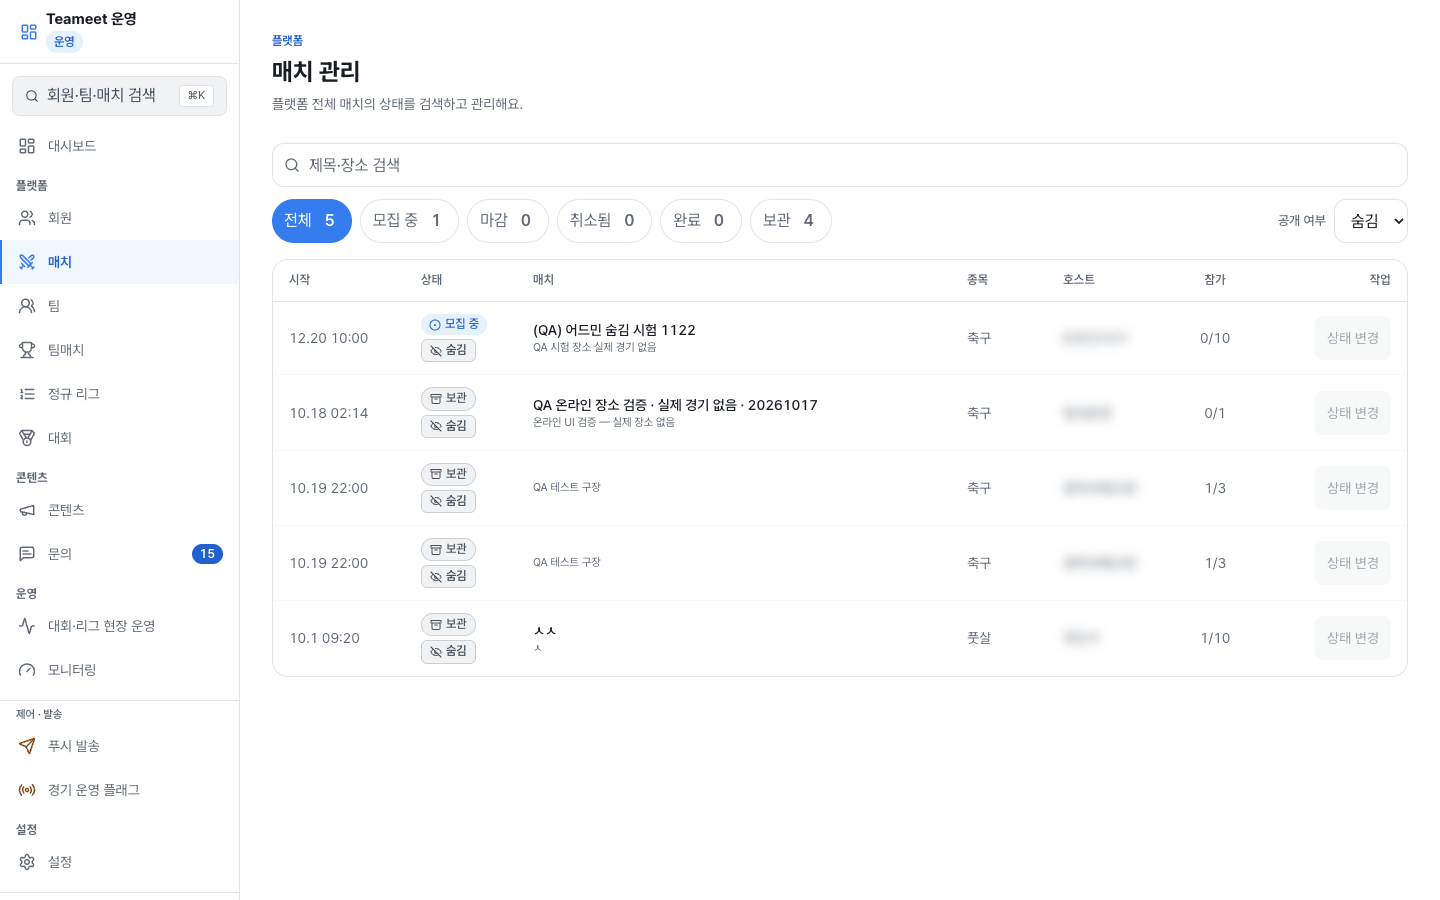 Teameet 운영
운영
회원·팀·매치 검색 ⌘K
대시보드
플랫폼
회원
매치
팀
팀매치
정규 리그
대회
콘텐츠
콘텐츠
문의 15
운영
대회·리그 현장 운영
모니터링
제어 · 발송
푸시 발송
경기 운영 플래그
설정
설정
플랫폼
매치 관리
플랫폼 전체 매치의 상태를 검색하고 관리해요.
제목·장소 검색
전체 5 모집 중 1 마감 0 취소됨 0 완료 0 보관 4 공개 여부 숨김
시작 상태 매치 종목 호스트 참가 작업
12.20 10:00 모집 중 숨김 (QA) 어드민 숨김 시험 1122 축구 0/10 상태 변경
QA 시험 장소 실제 경기 없음
10.18 02:14 보관 숨김 QA 온라인 장소 검증 · 실제 경기 없음 · 20261017 축구 0/1 상태 변경
온라인 UI 검증 — 실제 장소 없음
10.19 22:00 보관 숨김 QA 테스트 구장 축구 1/3 상태 변경
10.19 22:00 보관 숨김 QA 테스트 구장 축구 1/3 상태 변경
10.1 09:20 보관 숨김 ㅅㅅ 풋살 1/10 상태 변경
ㅅ